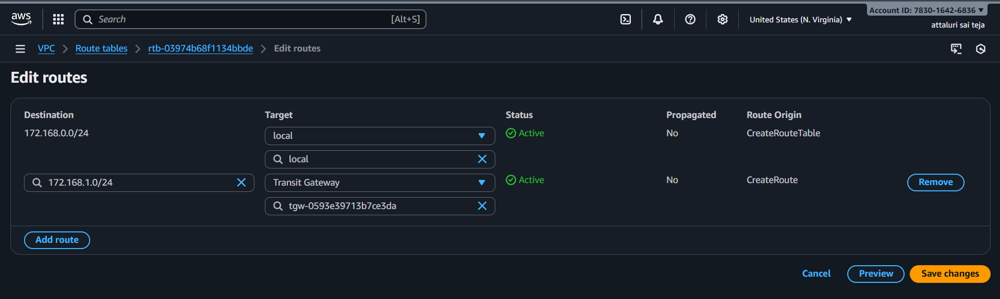 aws
Search [Alt+S]
United States (N. Virginia) ▼
Account ID: 7830-1642-6836 ▼
attaluri sai teja
VPC > Route tables > rtb-03974b68f1134bbde > Edit routes
Edit routes
Destination Target Status Propagated Route Origin
172.168.0.0/24 local Active No CreateRouteTable
local
172.168.1.0/24 Transit Gateway Active No CreateRoute Remove
tgw-0593e39713b7ce3da
Add route
Cancel Preview Save changes